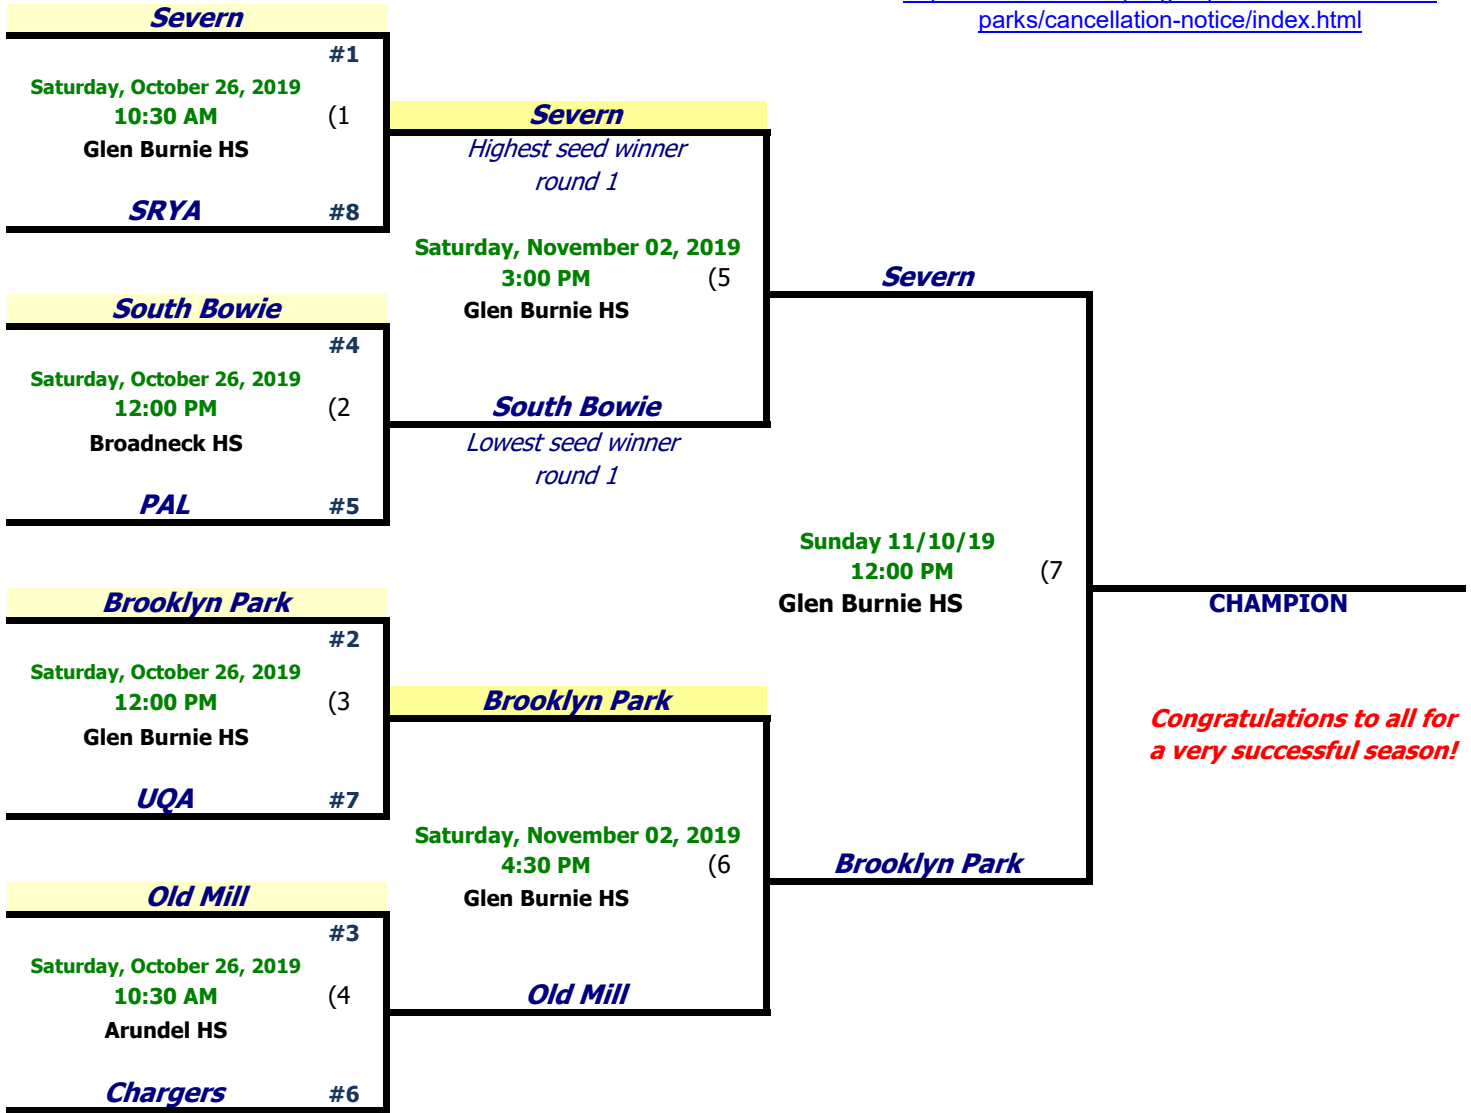 parks/cancellation-notice/index.html
Severn
#1
Saturday, October 26, 2019
10:30 AM (1
Glen Burnie HS
SRYA #8
Severn
Highest seed winner
round 1
Saturday, November 02, 2019
3:00 PM (5
Glen Burnie HS
South Bowie
#4
Saturday, October 26, 2019
12:00 PM (2
Broadneck HS
PAL #5
South Bowie
Lowest seed winner
round 1
Severn
Sunday 11/10/19
12:00 PM (7
Glen Burnie HS
CHAMPION
Brooklyn Park
#2
Saturday, October 26, 2019
12:00 PM (3
Glen Burnie HS
UQA #7
Brooklyn Park
Congratulations to all for
a very successful season!
Saturday, November 02, 2019
4:30 PM (6
Glen Burnie HS
Brooklyn Park
Old Mill
#3
Saturday, October 26, 2019
10:30 AM (4
Arundel HS
Chargers #6
Old Mill